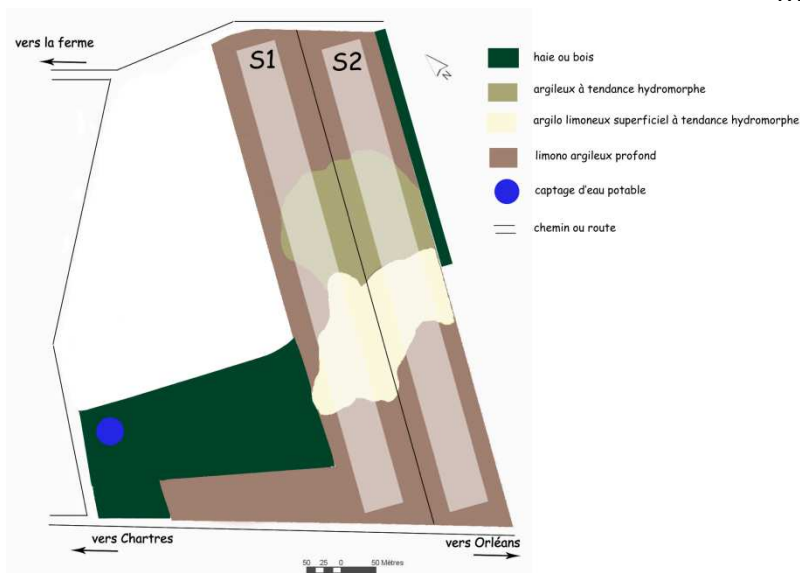 vers la ferme
S1
S2
N
haie ou bois
argileux à tendance hydromorphe
argilo limoneux superficiel à tendance hydromorphe
limono argileux profond
captage d'eau potable
chemin ou route
vers Chartres
vers Orléans
50 25 0 50 Mètres